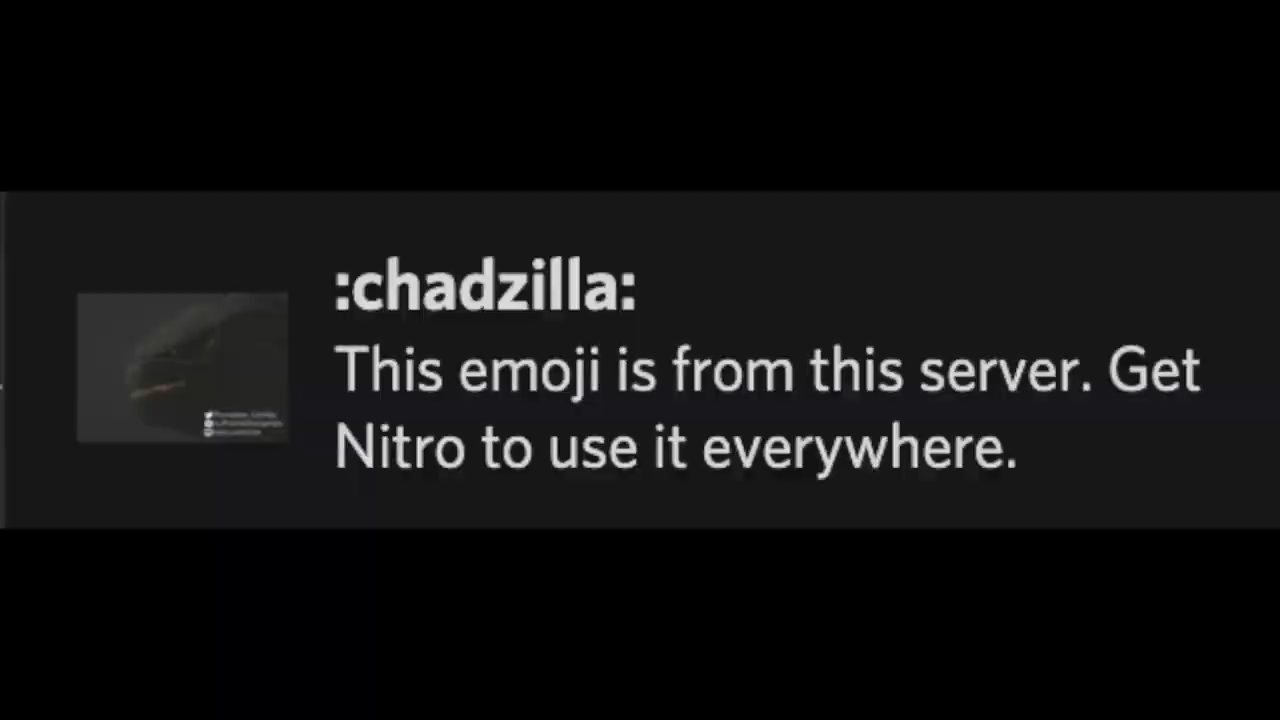 :chadzilla:
This emoji is from this server. Get
Nitro to use it everywhere.